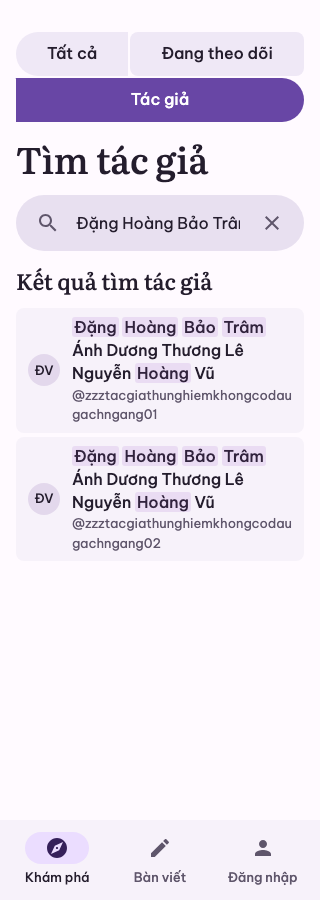 Tất cả
Đang theo dõi
Tác giả
Tìm tác giả
Đặng Hoàng Bảo Trâ
Kết quả tìm tác giả
Đặng Hoàng Bảo Trâm
Ánh Dương Thương Lê
ĐV
Nguyễn Hoàng Vũ
@zzztacgiathunghiemkhongcodau
gachngang01
Đặng Hoàng Bảo Trâm
Ánh Dương Thương Lê
ĐV
Nguyễn Hoàng Vũ
@zzztacgiathunghiemkhongcodau
gachngang02
Khám phá
Bàn viết
Đăng nhập